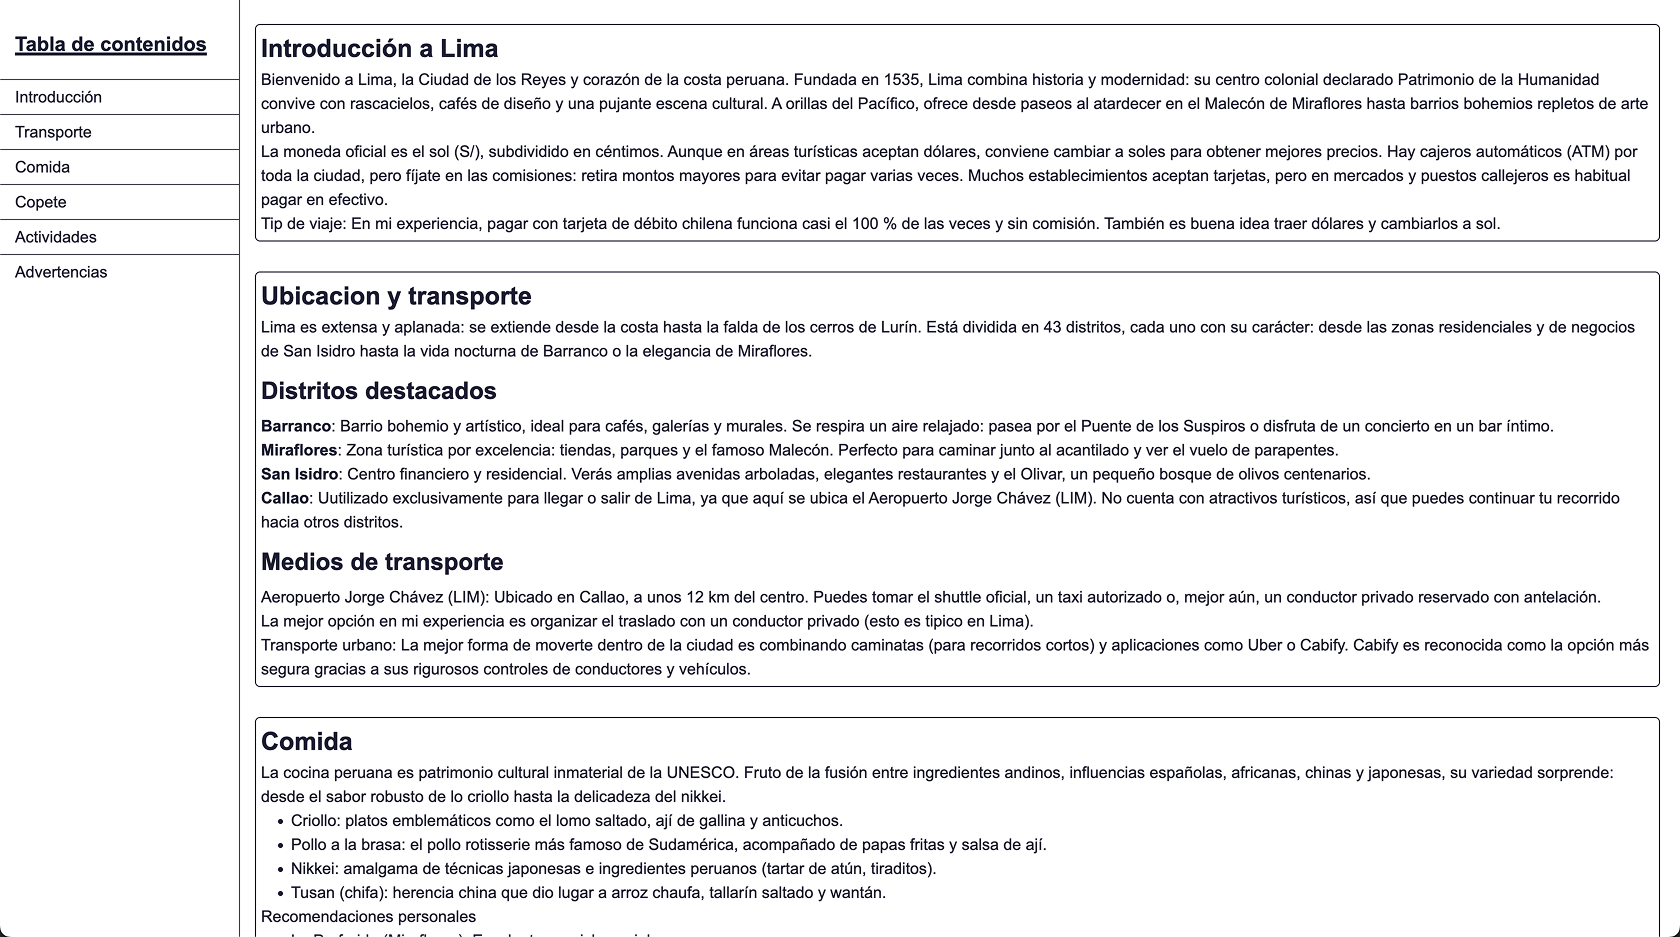 Tabla de contenidos
Introducción
Transporte
Comida
Copete
Actividades
Advertencias
Introducción a Lima
Bienvenido a Lima, la Ciudad de los Reyes y corazón de la costa peruana. Fundada en 1535, Lima combina historia y modernidad: su centro colonial declarado Patrimonio de la Humanidad
convive con rascacielos, cafés de diseño y una pujante escena cultural. A orillas del Pacífico, ofrece desde paseos al atardecer en el Malecón de Miraflores hasta barrios bohemios repletos de arte
urbano.
La moneda oficial es el sol (S/), subdividido en céntimos. Aunque en áreas turísticas aceptan dólares, conviene cambiar a soles para obtener mejores precios. Hay cajeros automáticos (ATM) por
toda la ciudad, pero fíjate en las comisiones: retira montos mayores para evitar pagar varias veces. Muchos establecimientos aceptan tarjetas, pero en mercados y puestos callejeros es habitual
pagar en efectivo.
Tip de viaje: En mi experiencia, pagar con tarjeta de débito chilena funciona casi el 100 % de las veces y sin comisión. También es buena idea traer dólares y cambiarlos a sol.
Ubicacion y transporte
Lima es extensa y aplanada: se extiende desde la costa hasta la falda de los cerros de Lurín. Está dividida en 43 distritos, cada uno con su carácter: desde las zonas residenciales y de negocios
de San Isidro hasta la vida nocturna de Barranco o la elegancia de Miraflores.
Distritos destacados
Barranco: Barrio bohemio y artístico, ideal para cafés, galerías y murales. Se respira un aire relajado: pasea por el Puente de los Suspiros o disfruta de un concierto en un bar íntimo.
Miraflores: Zona turística por excelencia: tiendas, parques y el famoso Malecón. Perfecto para caminar junto al acantilado y ver el vuelo de parapentes.
San Isidro: Centro financiero y residencial. Verás amplias avenidas arboladas, elegantes restaurantes y el Olivar, un pequeño bosque de olivos centenarios.
Callao: Uutilizado exclusivamente para llegar o salir de Lima, ya que aquí se ubica el Aeropuerto Jorge Chávez (LIM). No cuenta con atractivos turísticos, así que puedes continuar tu recorrido
hacia otros distritos.
Medios de transporte
Aeropuerto Jorge Chávez (LIM): Ubicado en Callao, a unos 12 km del centro. Puedes tomar el shuttle oficial, un taxi autorizado o, mejor aún, un conductor privado reservado con antelación.
La mejor opción en mi experiencia es organizar el traslado con un conductor privado (esto es tipico en Lima).
Transporte urbano: La mejor forma de moverte dentro de la ciudad es combinando caminatas (para recorridos cortos) y aplicaciones como Uber o Cabify. Cabify es reconocida como la opción más
segura gracias a sus rigurosos controles de conductores y vehículos.
Comida
La cocina peruana es patrimonio cultural inmaterial de la UNESCO. Fruto de la fusión entre ingredientes andinos, influencias españolas, africanas, chinas y japonesas, su variedad sorprende:
desde el sabor robusto de lo criollo hasta la delicadeza del nikkei.
• Criollo: platos emblemáticos como el lomo saltado, ají de gallina y anticuchos.
• Pollo a la brasa: el pollo rotisserie más famoso de Sudamérica, acompañado de papas fritas y salsa de ají.
• Nikkei: amalgama de técnicas japonesas e ingredientes peruanos (tartar de atún, tiraditos).
• Tusan (chifa): herencia china que dio lugar a arroz chaufa, tallarín saltado y wantán.
Recomendaciones personales